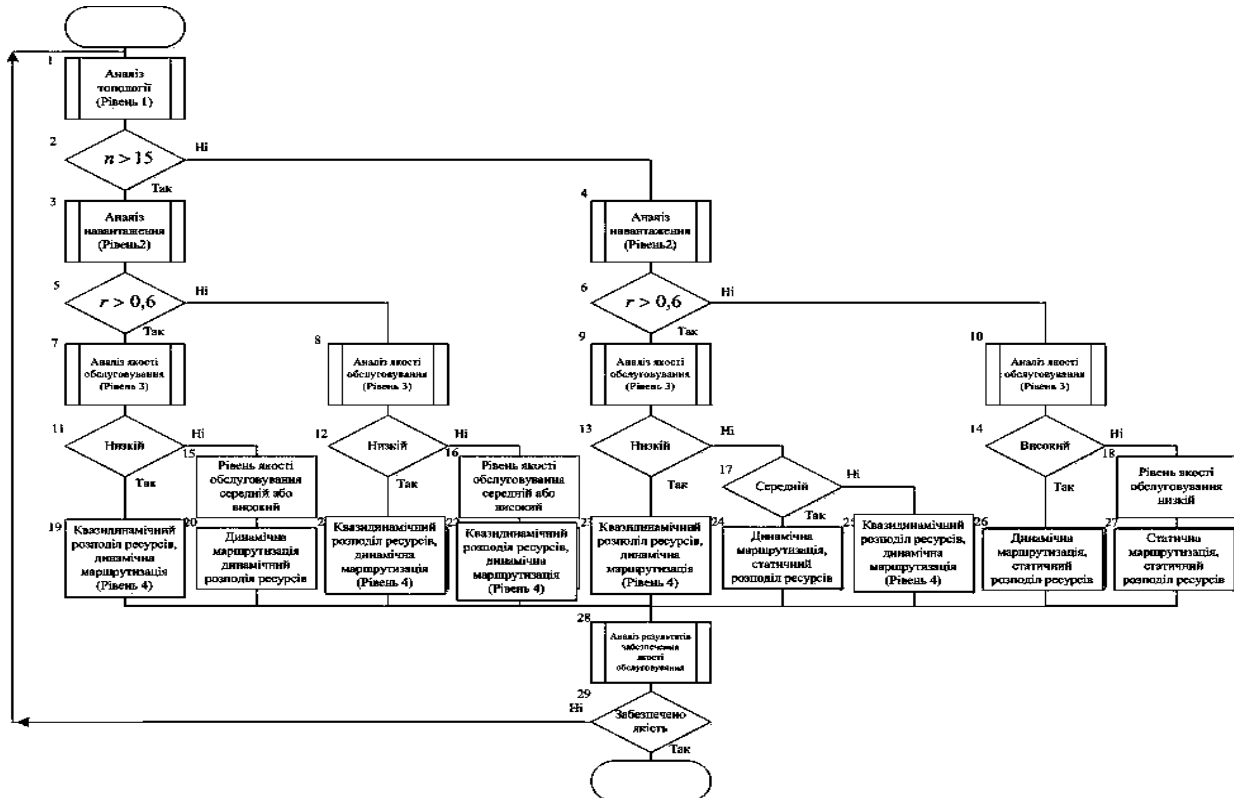 1
Аналіз
топології
(Рівень 1)
2
n > 15
Ні
Так
3
Аналіз
навантаження
(Рівень2)
4
Аналіз
навантаження
(Рівень2)
5
r > 0,6
Ні
Так
6
r > 0,6
Ні
Так
7
Аналіз якості
обслуговування
(Рівень 3)
8
Аналіз якості
обслуговування
(Рівень 3)
9
Аналіз якості
обслуговування
(Рівень 3)
10
Аналіз якості
обслуговування
(Рівень 3)
11
Низкій
Ні
Так
12
Низкій
Ні
Так
13
Низкій
Ні
Так
14
Високий
Ні
Так
15
Рівень якості
обслуговування
середній або
високий
16
Рівень якості
обслуговування
середній або
високий
17
Середній
Ні
Так
18
Рівень якості
обслуговування
низкій
19
Квазидинамічний
розподіл ресурсів,
динамічна
маршрутизація
(Рівень 4)
20
Динамічна
маршрутизація
динамічний
розподіл ресурсів
Квазидинамічний
розподіл ресурсів,
динамічна
маршрутизація
(Рівень 4)
22
Квазидинамічний
розподіл ресурсів,
динамічна
маршрутизація
(Рівень 4)
23
Квазидинамічний
розподіл ресурсів,
динамічна
маршрутизація
(Рівень 4)
24
Динамічна
маршрутизація,
статичний
розподіл ресурсів
25
Квазидинамічний
розподіл ресурсів,
динамічна
маршрутизація
(Рівень 4)
26
Динамічна
маршрутизація,
статичний
розподіл ресурсів
27
Статична
маршрутизація,
статичний
розподіл ресурсів
28
Аналіз результатів
забезпечення
якості
обслуговування
29
Ні
Забезпечено
якість
Так